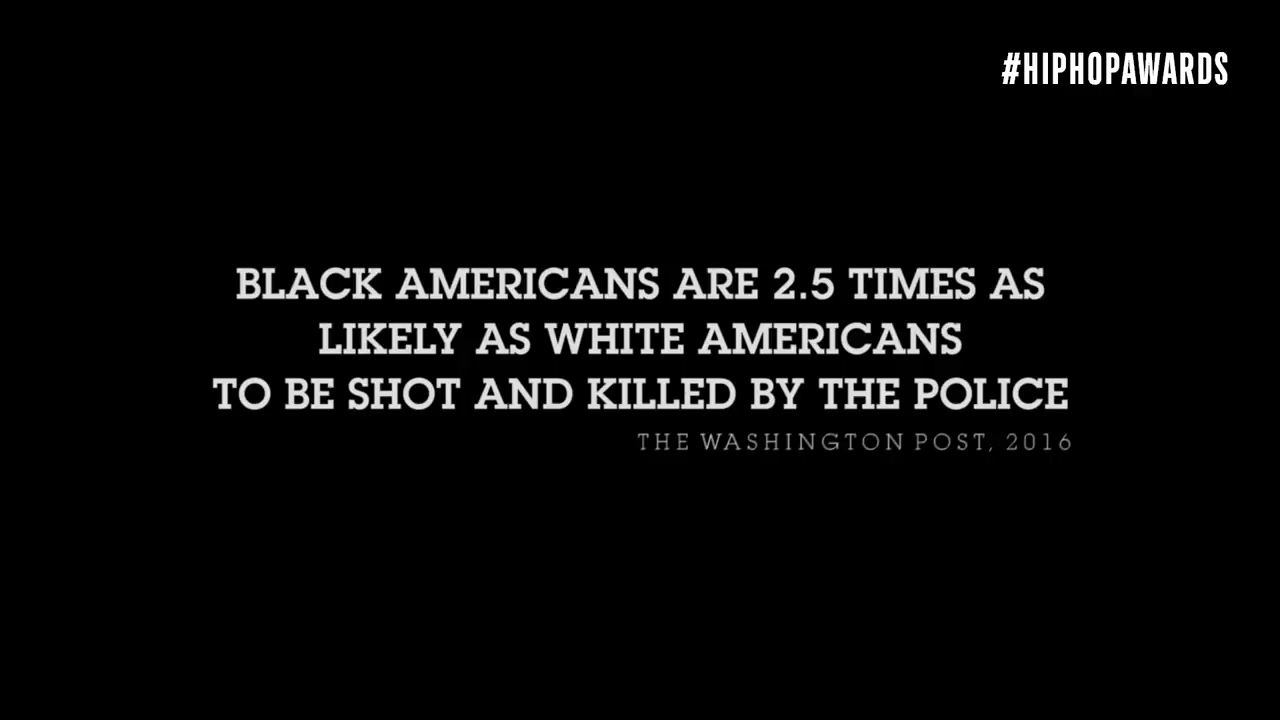 #HIPHOPAWARDS
BLACK AMERICANS ARE 2.5 TIMES AS
LIKELY AS WHITE AMERICANS
TO BE SHOT AND KILLED BY THE POLICE
THE WASHINGTON POST, 2016